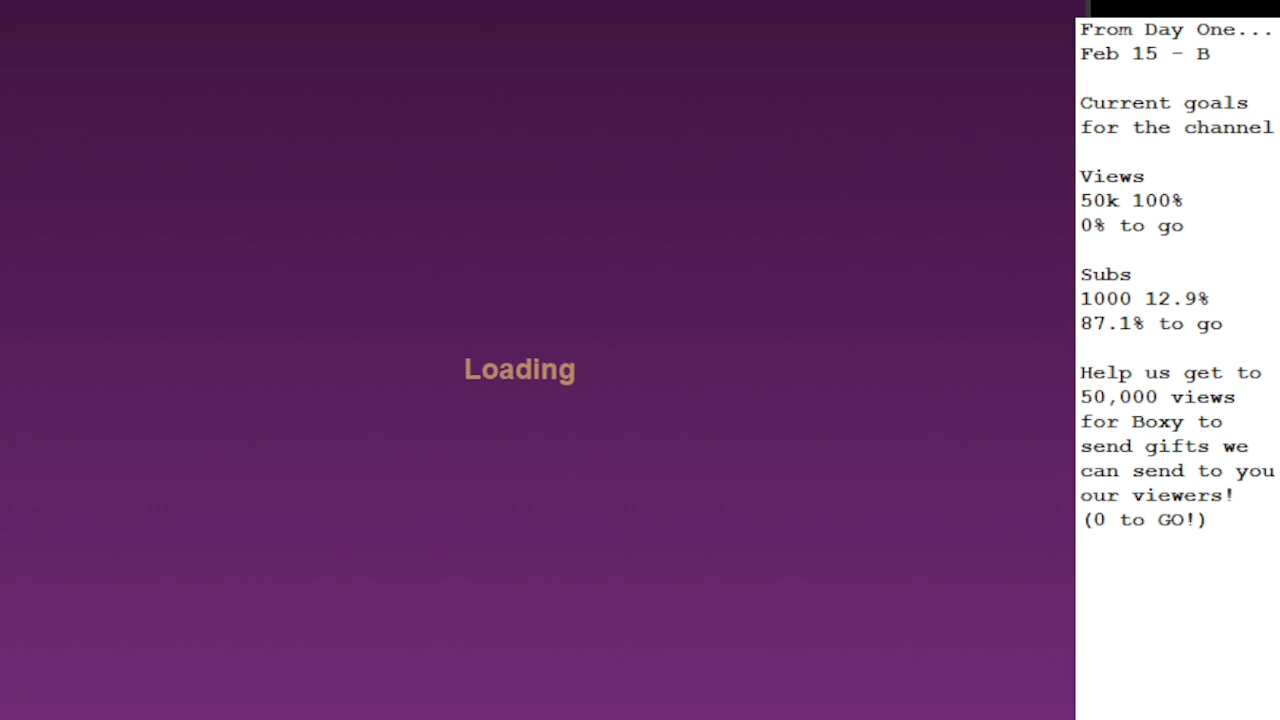 From Day One...
Feb 15 - B
Current goals
for the channel
Views
50k 100%
0% to go
Subs
1000 12.9%
87.1% to go
Loading
Help us get to
50,000 views
for Boxy to
send gifts we
can send to you
our viewers!
(0 to GO!)